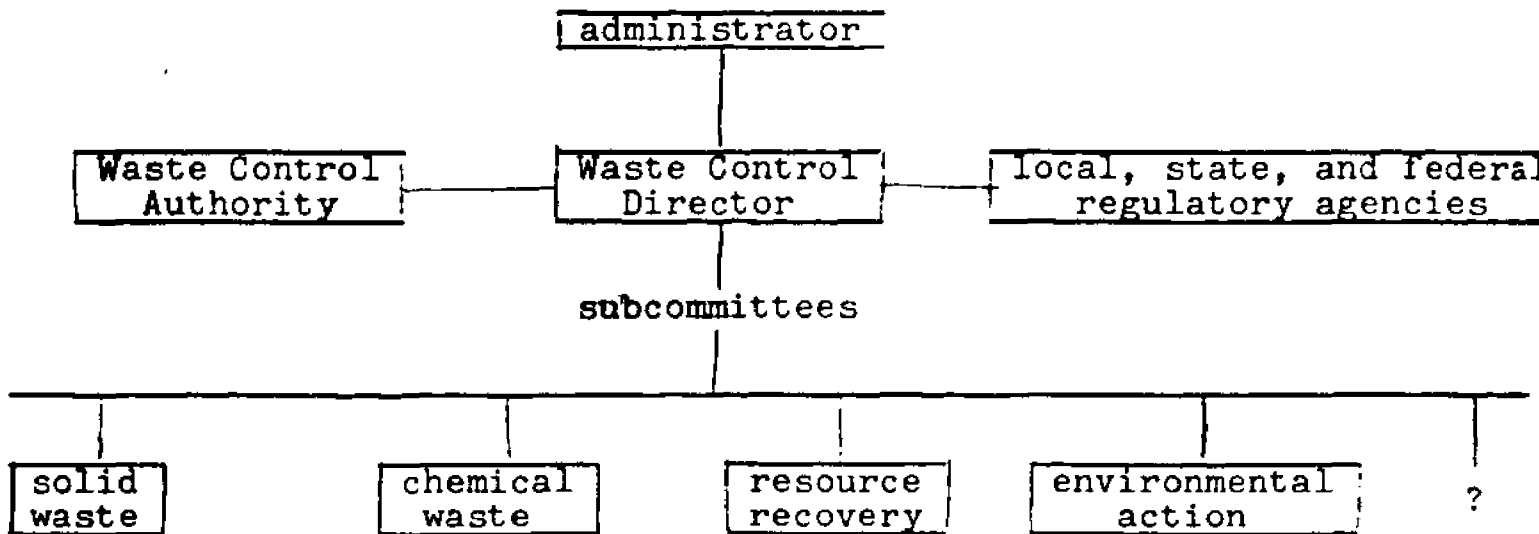 administrator
Waste Control
Authority
Waste Control
Director
local, state, and federal
regulatory agencies
subcommittees
solid
waste
chemical
waste
resource
recovery
environmental
action
?